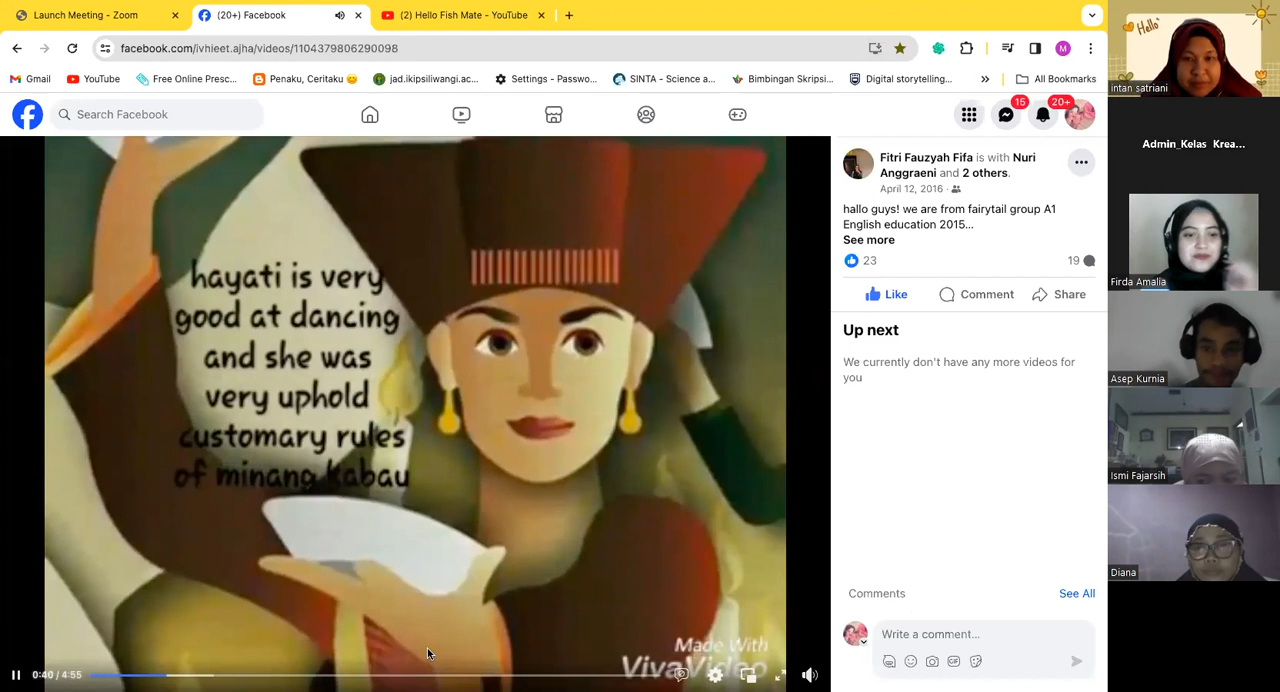 Launch Meeting - Zoom
(20+) Facebook
(2) Hello Fish Mate - YouTube
facebook.com/ivhieet.ajha/videos/1104379806290098
M
Gmail
YouTube
Free Online Presc...
Penaku, Ceritaku
jad.ikipsiliwangi.ac...
Settings - Passwo...
SINTA - Science a...
Bimbingan Skripsi...
Digital storytelling...
All Bookmarks
Search Facebook
15
20+
hayati is very
good at dancing
and she was
very uphold
customary rules
of minang kabau
Made With
VivaVideo
0:40 / 4:55
Fitri Fauzyah Fifa is with Nuri
Anggraeni and 2 others.
April 12, 2016 ·
hallo guys! we are from fairytail group A1
English education 2015...
See more
23
19
Like
Comment
Share
Up next
We currently don't have any more videos for
you
Comments
See All
Write a comment...
GIF
Hello
intan satriani
Admin_Kelas Krea...
Firda Amalia
Asep Kurnia
Ismi Fajarsih
Diana